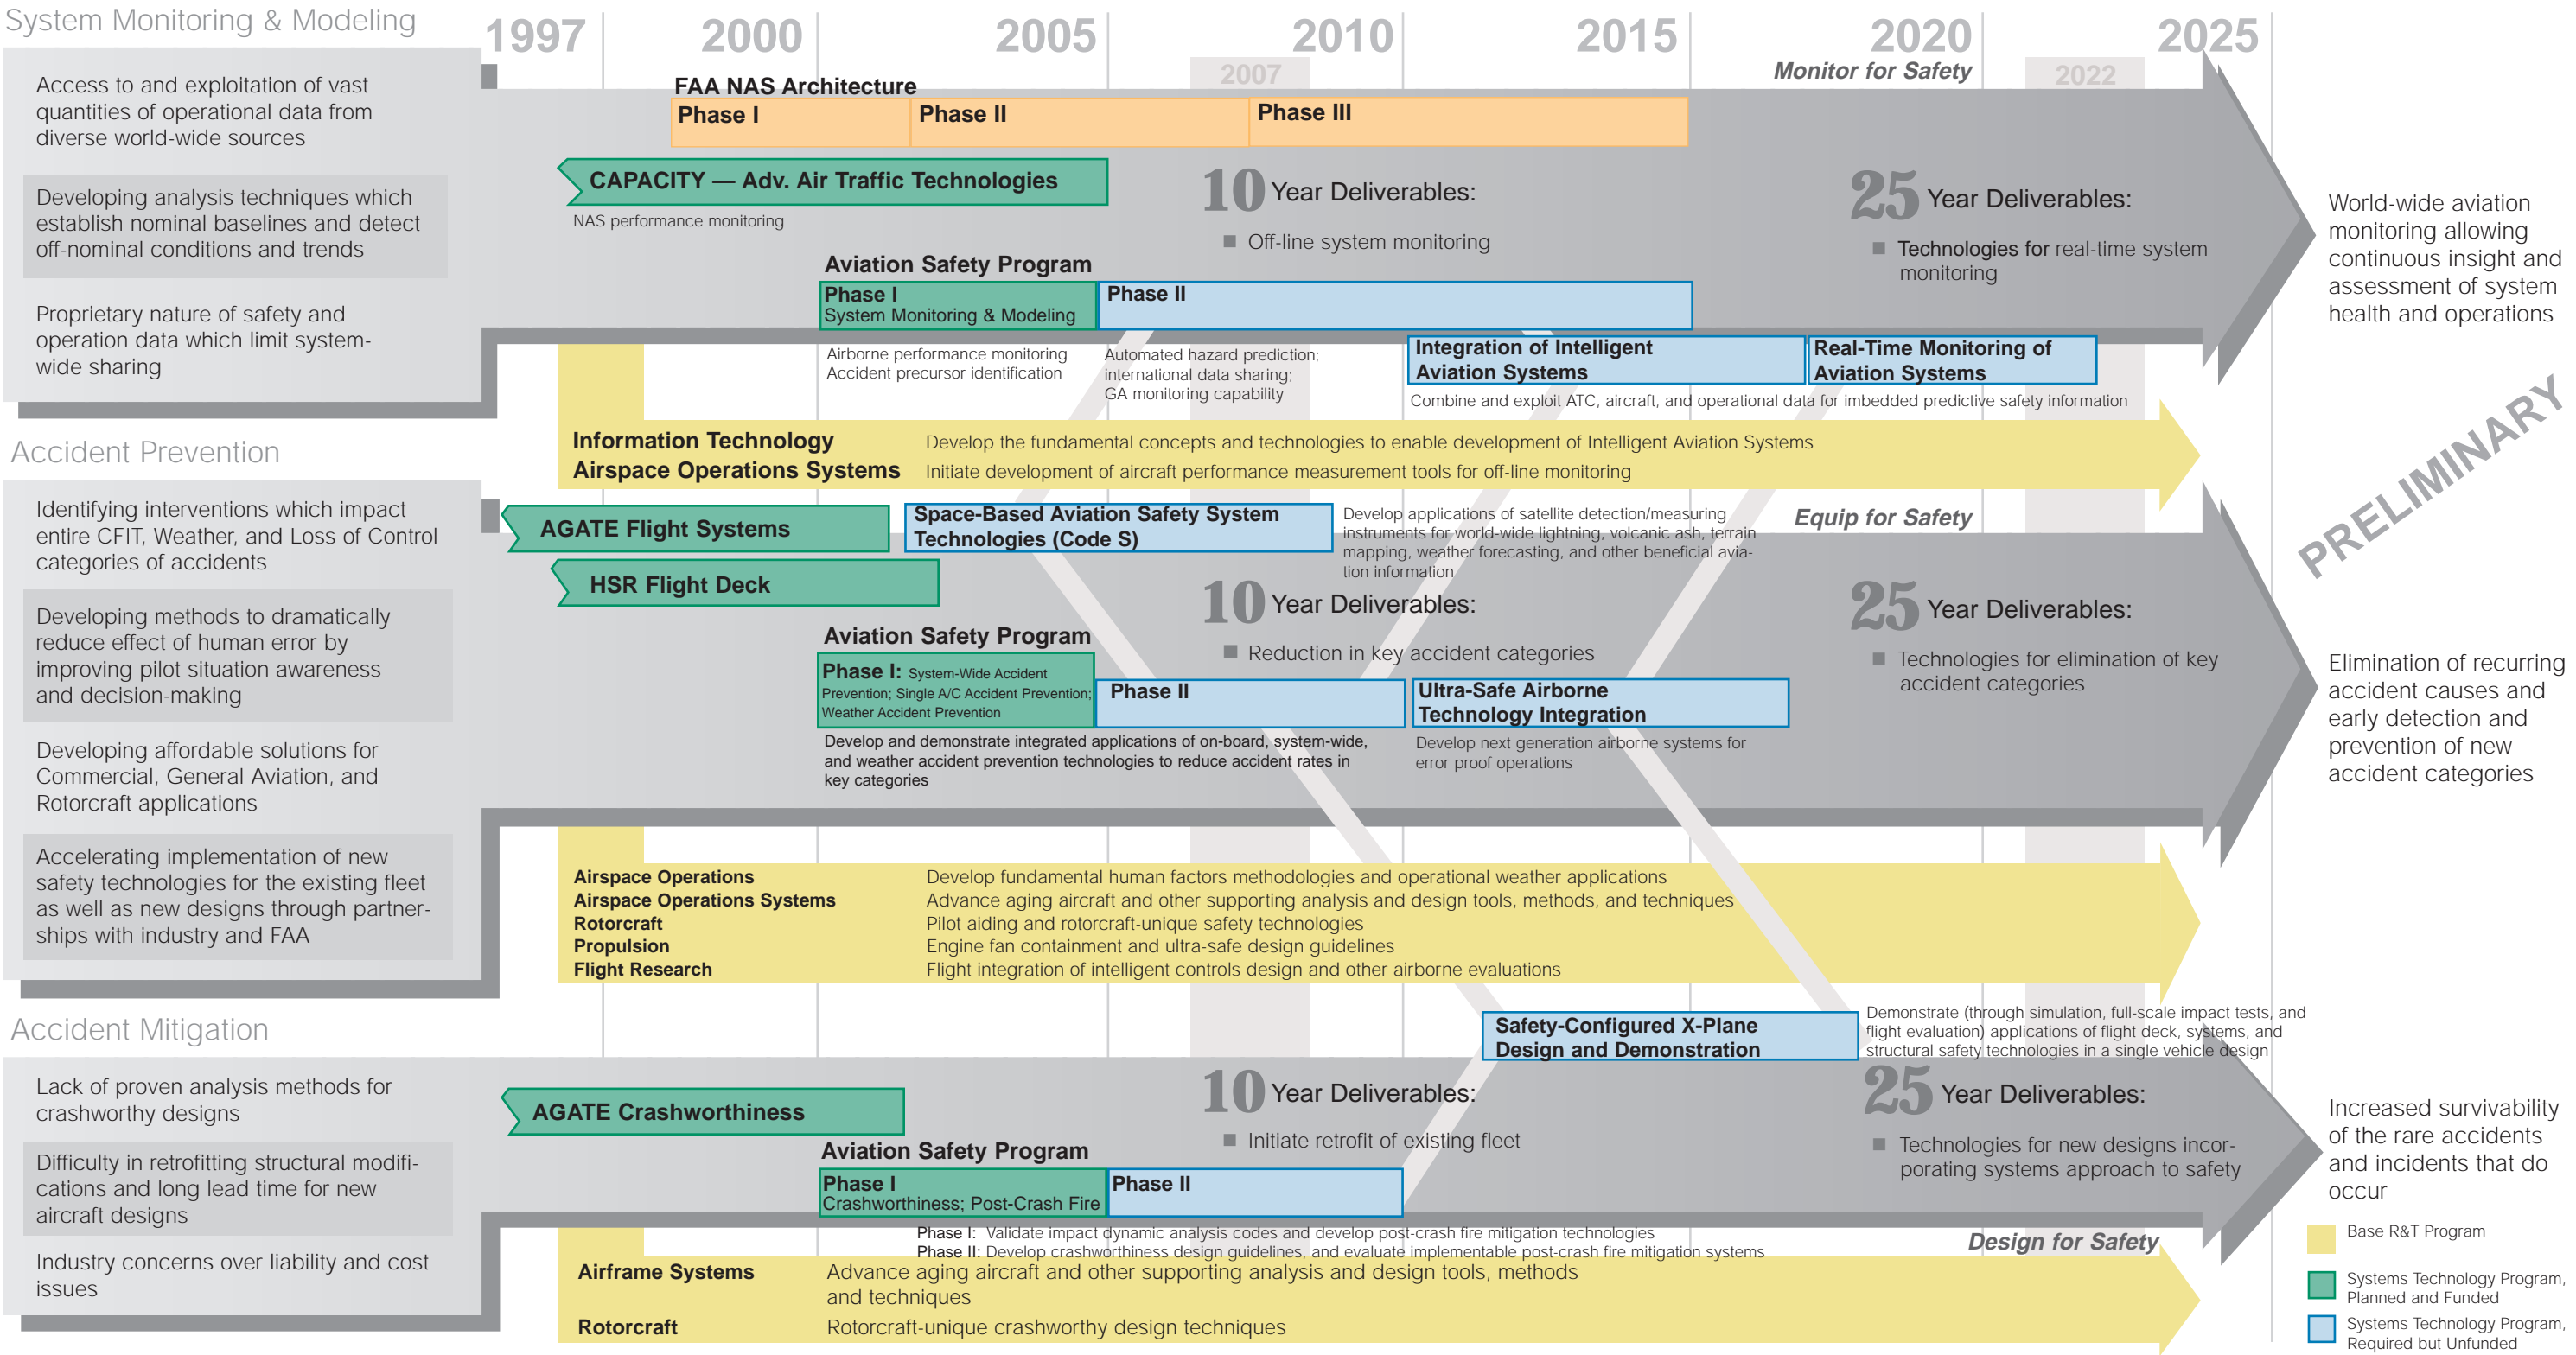 System Monitoring & Modeling
1997
2000
2005
2010
2015
2020
2025
2007
2022
Monitor for Safety
Access to and exploitation of vast
quantities of operational data from
diverse world-wide sources
Developing analysis techniques which
establish nominal baselines and detect
off-nominal conditions and trends
Proprietary nature of safety and
operation data which limit system-
wide sharing
FAA NAS Architecture
Phase I
Phase II
Phase III
CAPACITY — Adv. Air Traffic Technologies
NAS performance monitoring
10 Year Deliverables:
■ Off-line system monitoring
25 Year Deliverables:
■ Technologies for real-time system
monitoring
Aviation Safety Program
Phase I
System Monitoring & Modeling
Phase II
Airborne performance monitoring
Accident precursor identification
Automated hazard prediction;
international data sharing;
GA monitoring capability
Integration of Intelligent
Aviation Systems
Real-Time Monitoring of
Aviation Systems
Combine and exploit ATC, aircraft, and operational data for imbedded predictive safety information
World-wide aviation
monitoring allowing
continuous insight and
assessment of system
health and operations
PRELIMINARY
Information Technology
Develop the fundamental concepts and technologies to enable development of Intelligent Aviation Systems
Airspace Operations Systems
Initiate development of aircraft performance measurement tools for off-line monitoring
Accident Prevention
Identifying interventions which impact
entire CFIT, Weather, and Loss of Control
categories of accidents
Developing methods to dramatically
reduce effect of human error by
improving pilot situation awareness
and decision-making
Developing affordable solutions for
Commercial, General Aviation, and
Rotorcraft applications
Accelerating implementation of new
safety technologies for the existing fleet
as well as new designs through partner-
ships with industry and FAA
AGATE Flight Systems
Space-Based Aviation Safety System
Technologies (Code S)
Develop applications of satellite detection/measuring
instruments for world-wide lightning, volcanic ash, terrain
mapping, weather forecasting, and other beneficial avia-
tion information
Equip for Safety
HSR Flight Deck
10 Year Deliverables:
■ Reduction in key accident categories
25 Year Deliverables:
■ Technologies for elimination of key
accident categories
Aviation Safety Program
Phase I: System-Wide Accident
Prevention; Single A/C Accident Prevention;
Weather Accident Prevention
Phase II
Ultra-Safe Airborne
Technology Integration
Develop and demonstrate integrated applications of on-board, system-wide,
and weather accident prevention technologies to reduce accident rates in
key categories
Develop next generation airborne systems for
error proof operations
Elimination of recurring
accident causes and
early detection and
prevention of new
accident categories
Airspace Operations
Develop fundamental human factors methodologies and operational weather applications
Airspace Operations Systems
Advance aging aircraft and other supporting analysis and design tools, methods, and techniques
Rotorcraft
Pilot aiding and rotorcraft-unique safety technologies
Propulsion
Engine fan containment and ultra-safe design guidelines
Flight Research
Flight integration of intelligent controls design and other airborne evaluations
Accident Mitigation
Lack of proven analysis methods for
crashworthy designs
Difficulty in retrofitting structural modifi-
cations and long lead time for new
aircraft designs
Industry concerns over liability and cost
issues
Safety-Configured X-Plane
Design and Demonstration
Demonstrate (through simulation, full-scale impact tests, and
flight evaluation) applications of flight deck, systems, and
structural safety technologies in a single vehicle design
AGATE Crashworthiness
10 Year Deliverables:
■ Initiate retrofit of existing fleet
25 Year Deliverables:
■ Technologies for new designs incor-
porating systems approach to safety
Aviation Safety Program
Phase I
Crashworthiness; Post-Crash Fire
Phase II
Phase I: Validate impact dynamic analysis codes and develop post-crash fire mitigation technologies
Phase II: Develop crashworthiness design guidelines, and evaluate implementable post-crash fire mitigation systems
Design for Safety
Increased survivability
of the rare accidents
and incidents that do
occur
Airframe Systems
Advance aging aircraft and other supporting analysis and design tools, methods
and techniques
Rotorcraft
Rotorcraft-unique crashworthy design techniques
Base R&T Program
Systems Technology Program,
Planned and Funded
Systems Technology Program,
Required but Unfunded